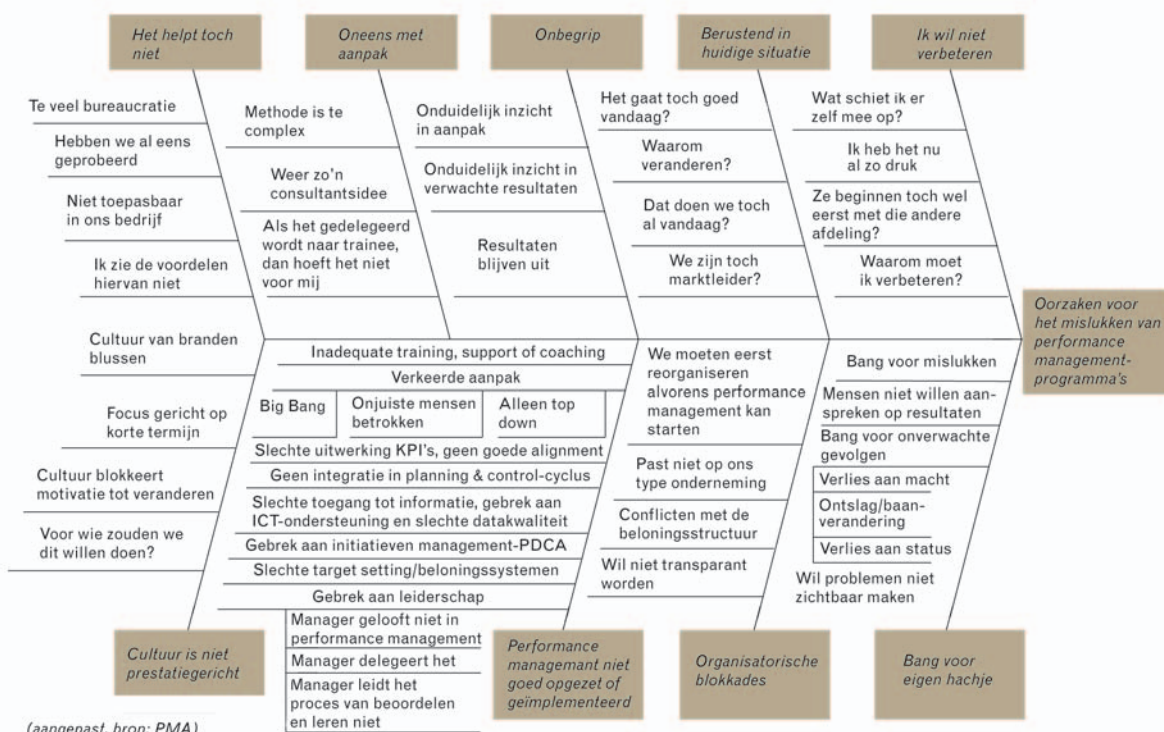 Het helpt toch
niet
Oneens met
aanpak
Onbegrip
Berustend in
huidige situatie
Ik wil niet
verbeteren
Te veel bureaucratie
Hebben we al eens
geprobeerd
Niet toepasbaar
in ons bedrijf
Ik zie de voordelen
hiervan niet
Methode is te
complex
Weer zo'n
consultantsidee
Als het gedelegeerd
wordt naar trainee,
dan hoeft het niet
voor mij
Onduidelijk inzicht
in aanpak
Onduidelijk inzicht in
verwachte resultaten
Resultaten
blijven uit
Het gaat toch goed
vandaag?
Waarom
veranderen?
Dat doen we toch
al vandaag?
We zijn toch
marktleider?
Wat schiet ik er
zelf mee op?
Ik heb het nu
al zo druk
Ze beginnen toch wel
eerst met die andere
afdeling?
Waarom moet
ik verbeteren?
Oorzaken voor
het mislukken van
performance
management-
programma's
Cultuur van branden
blussen
Focus gericht op
korte termijn
Cultuur blokkeert
motivatie tot veranderen
Voor wie zouden we
dit willen doen?
Inadequate training, support of coaching
Verkeerde aanpak
Big Bang
Onjuiste mensen
betrokken
Alleen top
down
Slechte uitwerking KPI's, geen goede alignment
Geen integratie in planning & control-cyclus
Slechte toegang tot informatie, gebrek aan
ICT-ondersteuning en slechte datakwaliteit
Gebrek aan initiatieven management-PDCA
Slechte target setting/beloningssystemen
Gebrek aan leiderschap
Manager gelooft niet in
performance management
Manager delegeert het
Manager leidt het
proces van beoordelen
en leren niet
We moeten eerst
reorganiseren
alvorens performance
management kan
starten
Past niet op ons
type onderneming
Conflicten met de
beloningsstructuur
Wil niet transparant
worden
Bang voor mislukken
Mensen niet willen aan-
spreken op resultaten
Bang voor onverwachte
gevolgen
Verlies aan macht
Ontslag/baan-
verandering
Verlies aan status
Wil problemen niet
zichtbaar maken
Cultuur is niet
prestatiegericht
Performance
managemant niet
goed opgezet of
geïmplementeerd
Organisatorische
blokkades
Bang voor
eigen hachje
(aangepast, bron: PMA)